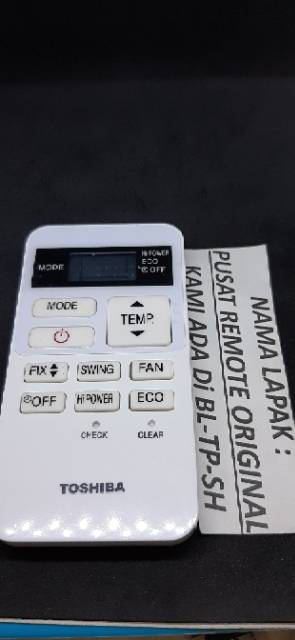 Hi POWER
ECO
MODE
OFF
MODE
TEMP.
FIX
SWING
FAN
OFF
Hi POWER
ECO
CHECK
CLEAR
TOSHIBA
NAMA LAPAK :
PUSAT REMOTE ORIGINAL
KAMI ADA Di BL-TP-SH